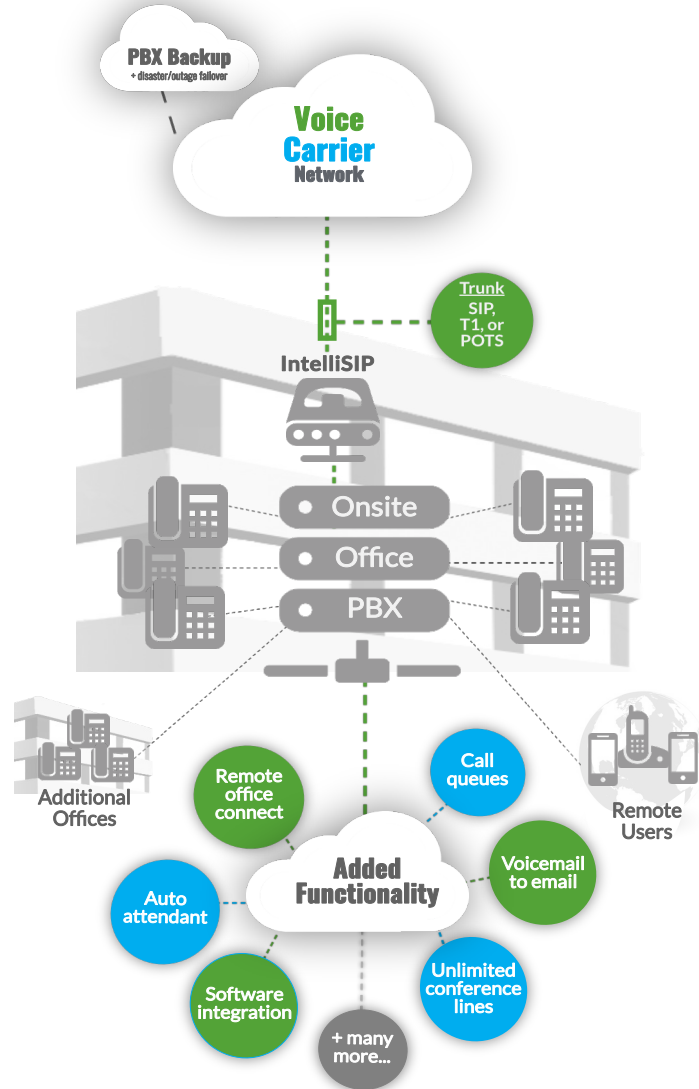 PBX Backup
+ disaster/outage failover
Voice
Carrier
Network
Trunk
SIP,
T1, or
POTS
IntelliSIP
Onsite
Office
PBX
Additional
Offices
Remote
Users
Remote
office
connect
Call
queues
Added
Functionality
Voicemail
to email
Auto
attendant
Software
integration
Unlimited
conference
lines
+ many
more...